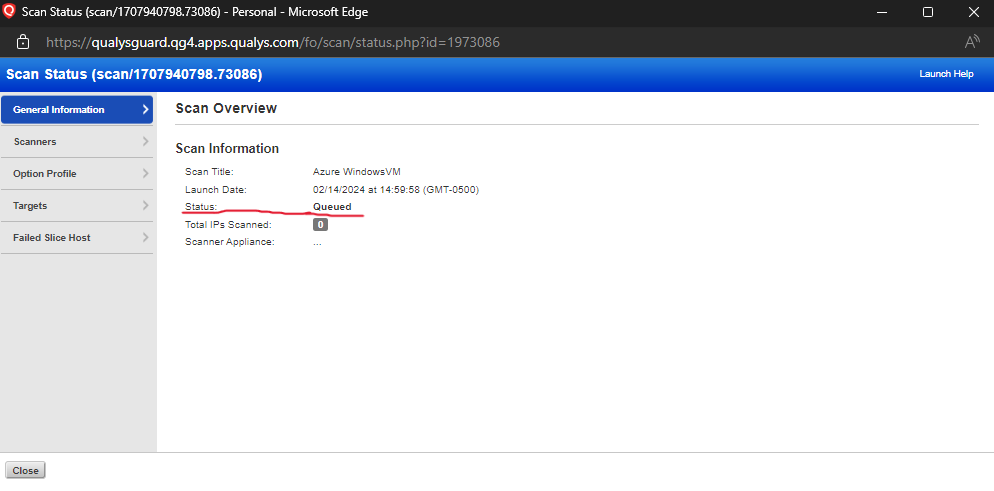 Scan Status (scan/1707940798.73086) - Personal - Microsoft Edge
https://qualysguard.qg4.apps.qualys.com/fo/scan/status.php?id=1973086
Scan Status (scan/1707940798.73086)
Launch Help
General Information
Scanners
Option Profile
Targets
Failed Slice Host
Scan Overview
Scan Information
Scan Title: Azure WindowsVM
Launch Date: 02/14/2024 at 14:59:58 (GMT-0500)
Status: Queued
Total IPs Scanned: 0
Scanner Appliance: ...
Close